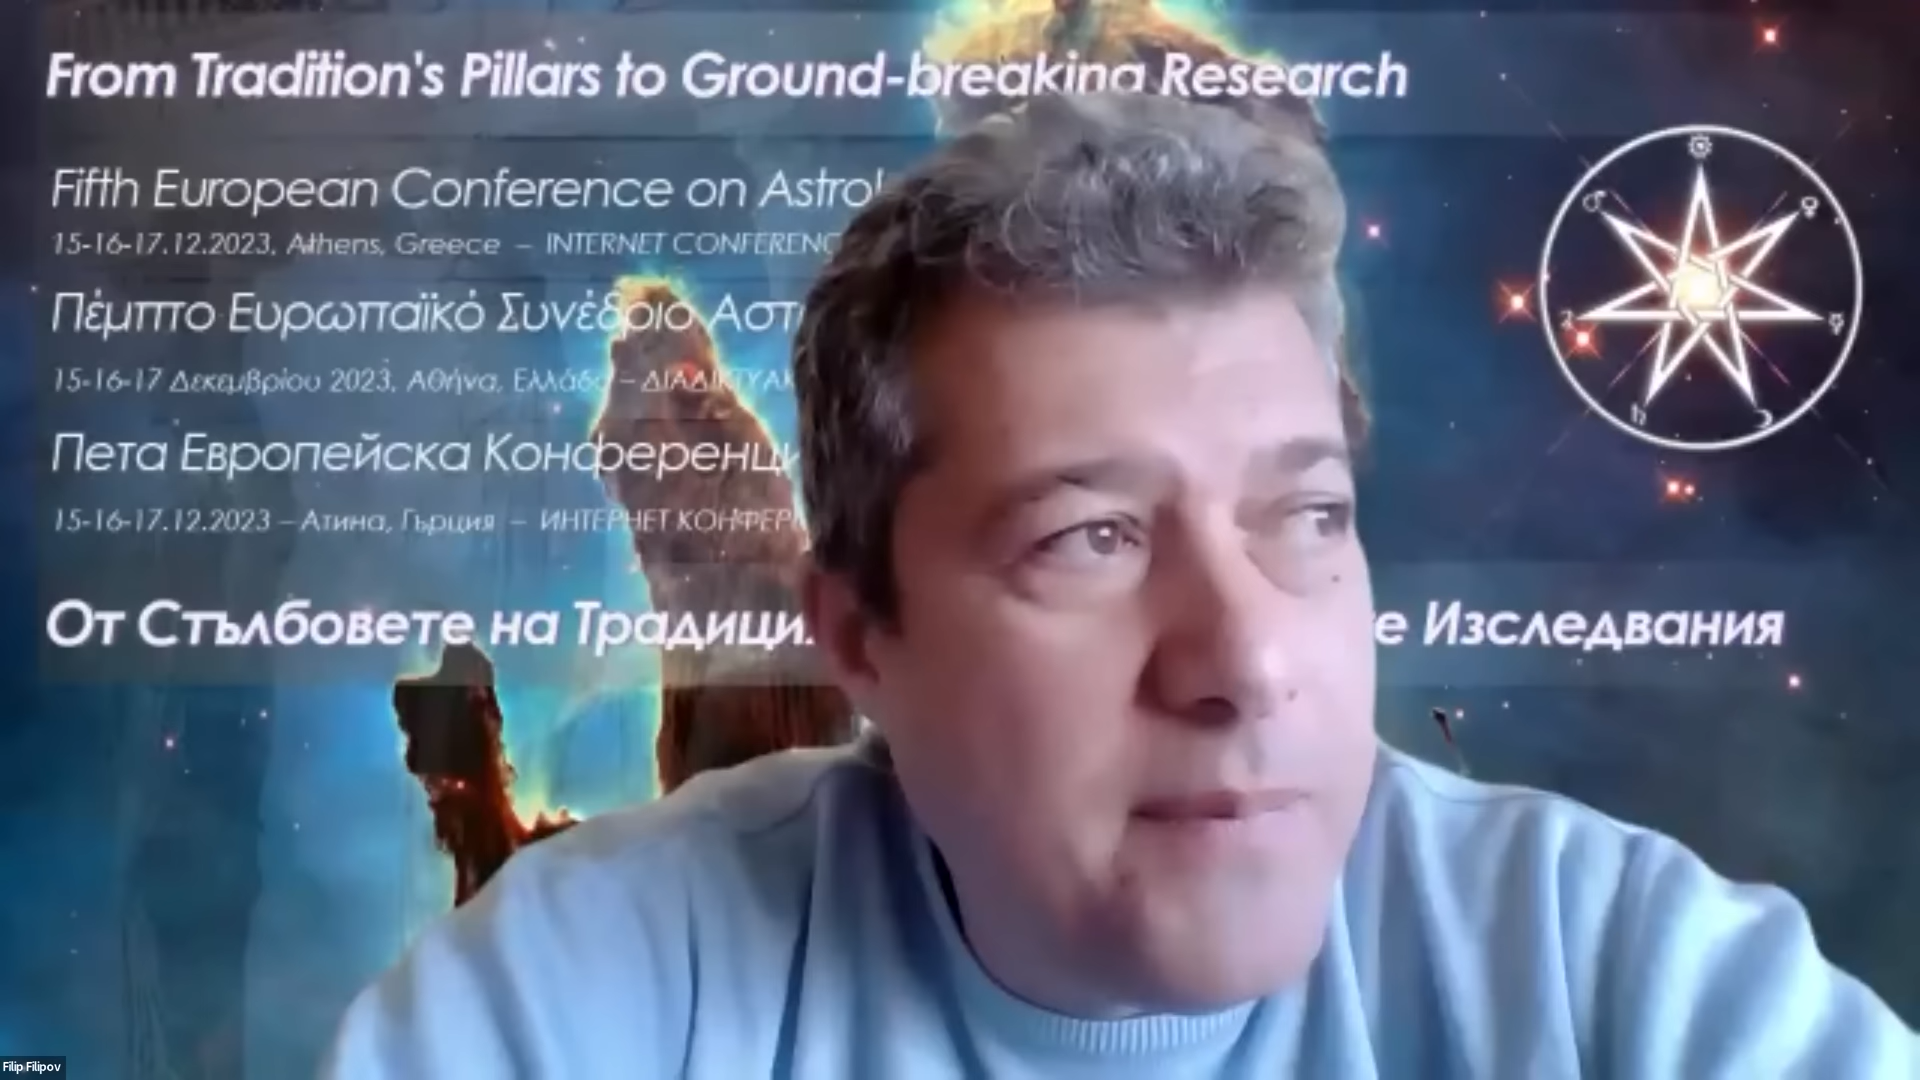 From Tradition's Pillars to Ground-breaking Research
Fifth European Conference on
15-16-17.12.2023, Athens, Greece – INTERNET
Πέμπτο Ευρωπαϊκό Συνέδριο
15-16-17 Δεκεμβρίου 2023, Αθήνα, Ελλάδα –
Пета Европейска
15-16-17.12.2023 – Атина, Гърция – ИНТЕРНЕТ
От Стълбовете на Изследвания
Filip Filipov